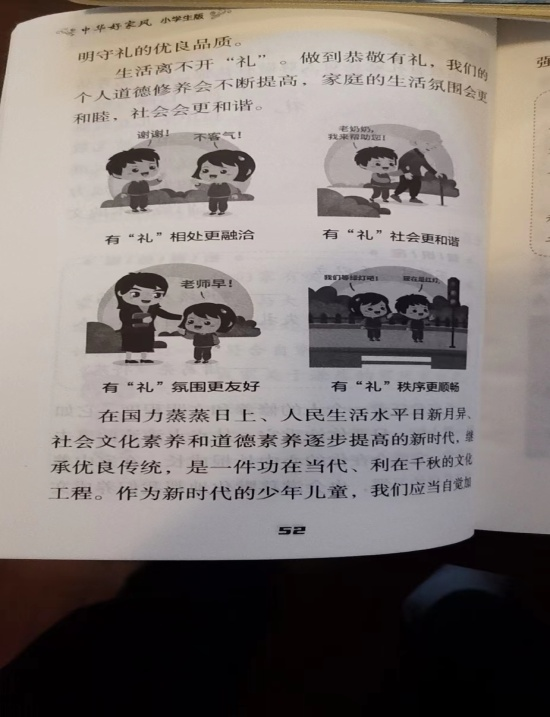 中华好家风 小学生版
明守礼的优良品质。
生活离不开“礼”。做到恭敬有礼,我们的
个人道德修养会不断提高,家庭的生活氛围会更
和睦,社会会更和谐。
谢谢!
不客气!
老奶奶,
我来帮助您!
有“礼”相处更融洽
有“礼”社会更和谐
老师早!
我们等绿灯吧!
现在是红灯
有“礼”氛围更友好
有“礼”秩序更顺畅
在国力蒸蒸日上、人民生活水平日新月异、
社会文化素养和道德素养逐步提高的新时代,继
承优良传统,是一件功在当代、利在千秋的文化
工程。作为新时代的少年儿童,我们应当自觉加
52
强